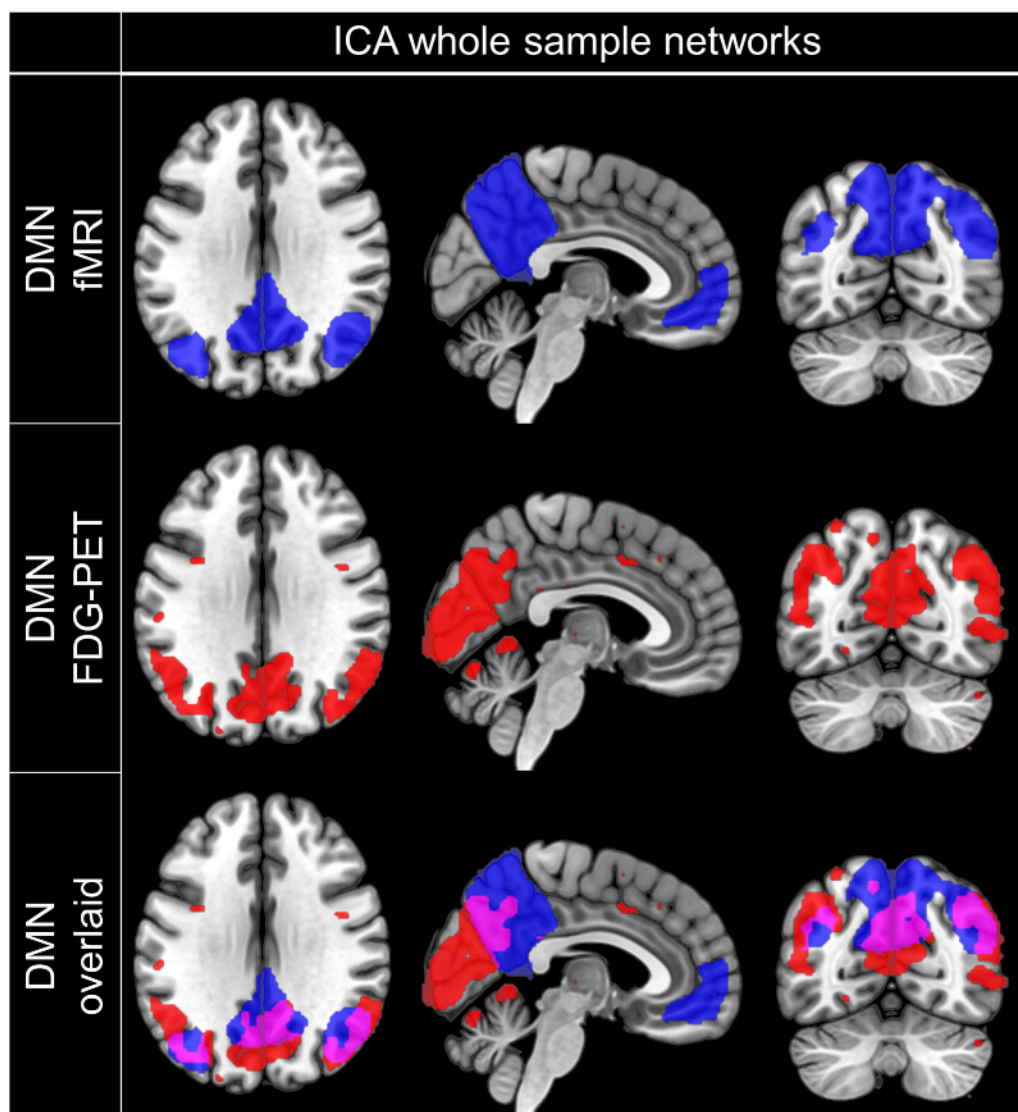 ICA whole sample networks
DMN
fMRI
DMN
FDG-PET
DMN
overlaid